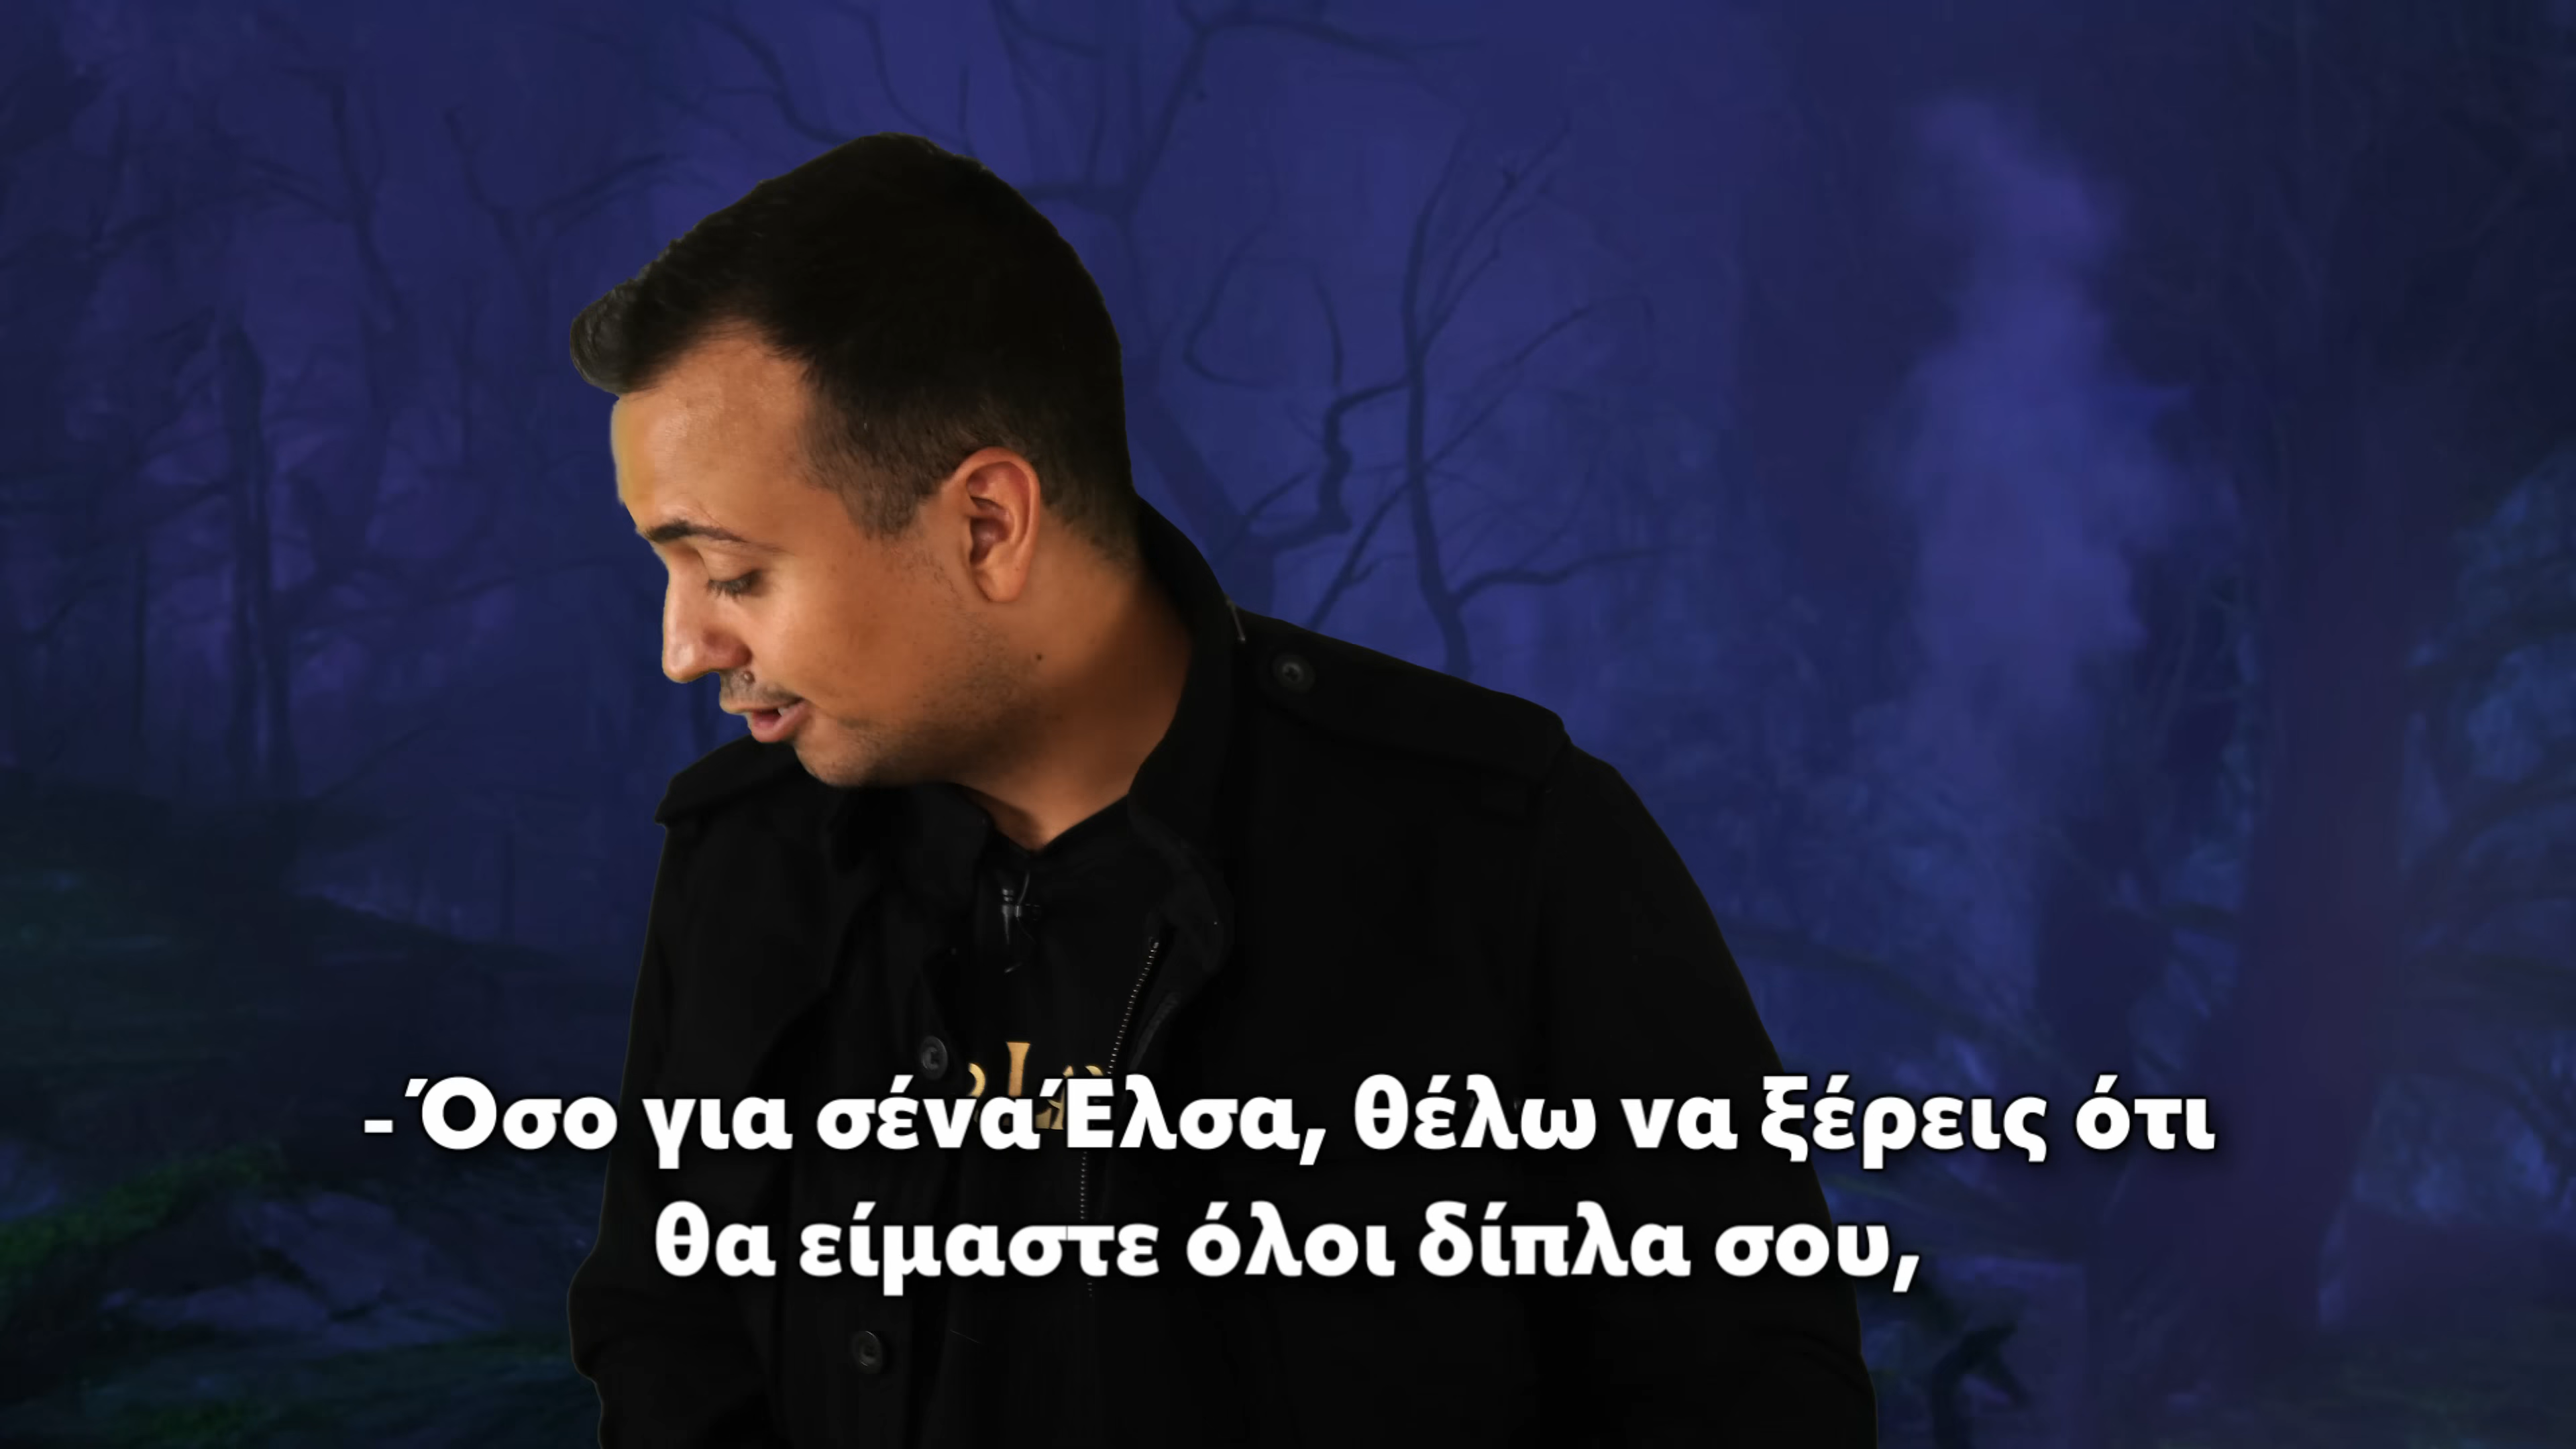 - Όσο για σένα Έλσα, θέλω να ξέρεις ότι
θα είμαστε όλοι δίπλα σου,